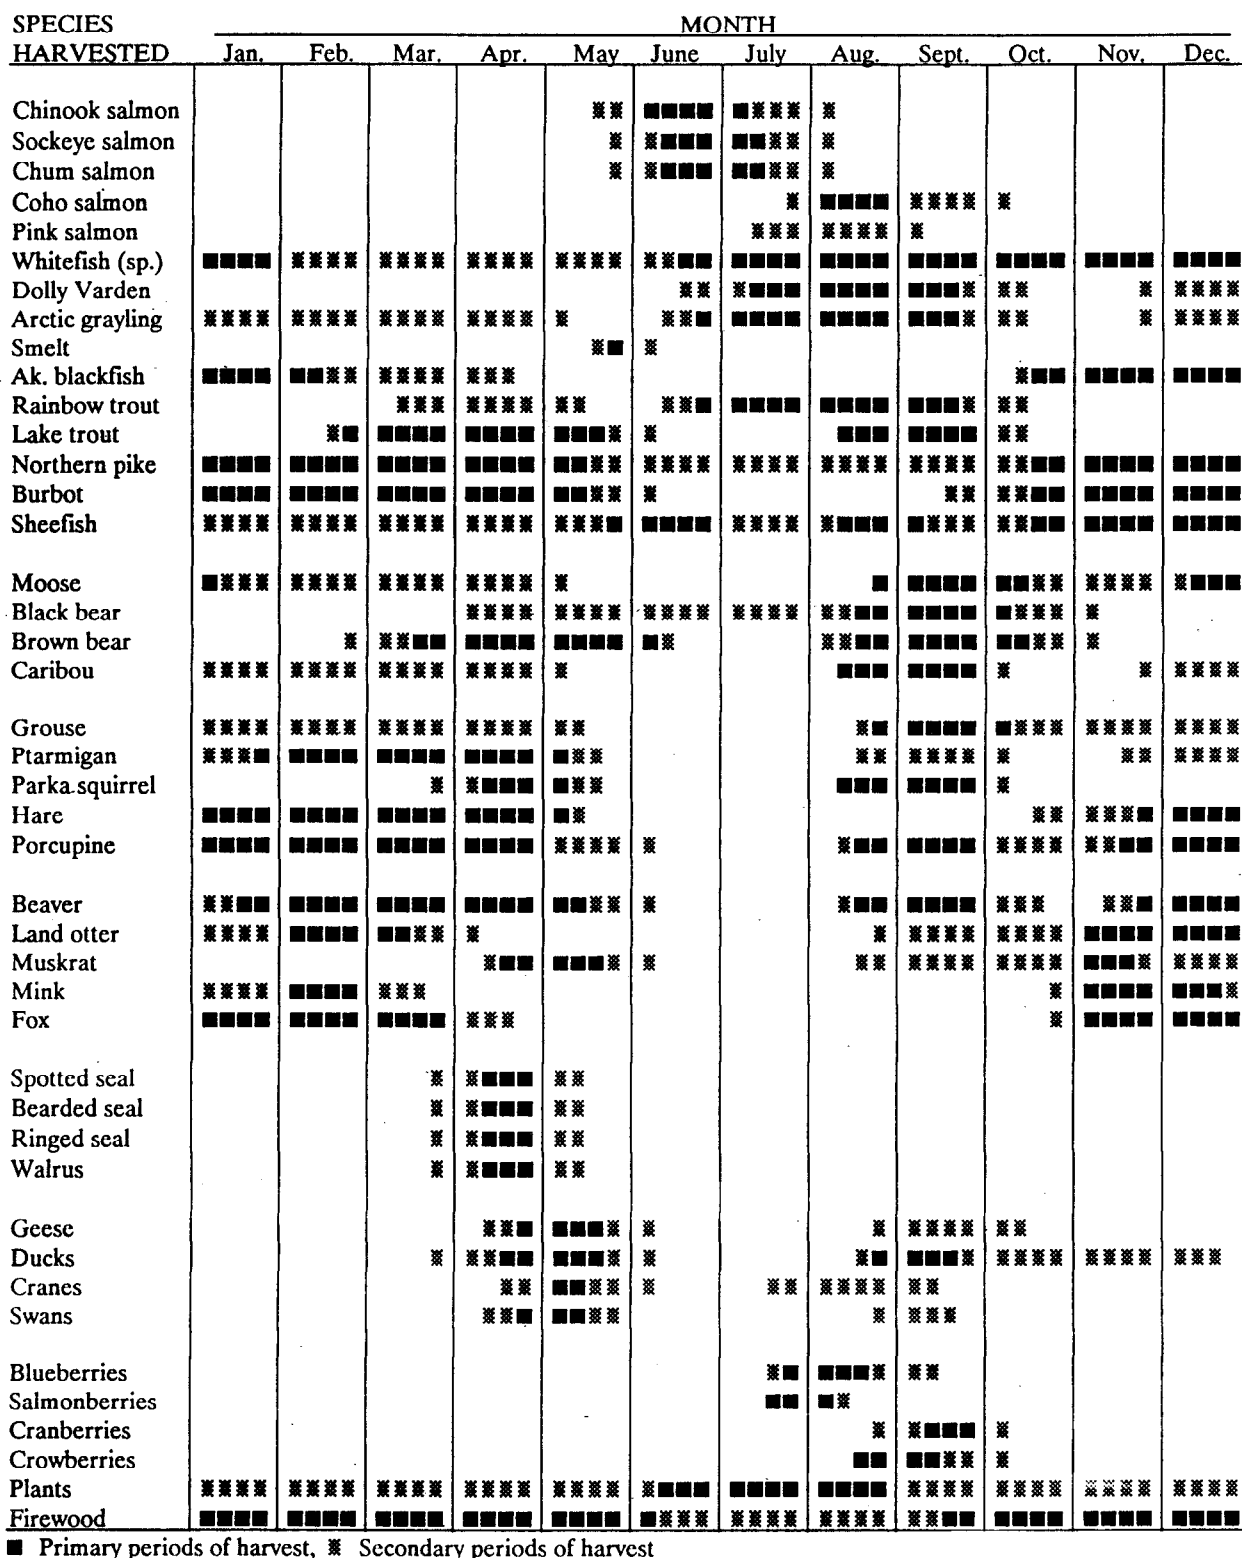 SPECIES MONTH
HARVESTED Jan. Feb. Mar. Apr. May June July Aug. Sept. Oct. Nov. Dec.
Chinook salmon
Sockeye salmon
Chum salmon
Coho salmon
Pink salmon
Whitefish (sp.)
Dolly Varden
Arctic grayling
Smelt
Ak. blackfish
Rainbow trout
Lake trout
Northern pike
Burbot
Sheefish
Moose
Black bear
Brown bear
Caribou
Grouse
Ptarmigan
Parka squirrel
Hare
Porcupine
Beaver
Land otter
Muskrat
Mink
Fox
Spotted seal
Bearded seal
Ringed seal
Walrus
Geese
Ducks
Cranes
Swans
Blueberries
Salmonberries
Cranberries
Crowberries
Plants
Firewood
■ Primary periods of harvest, ※ Secondary periods of harvest